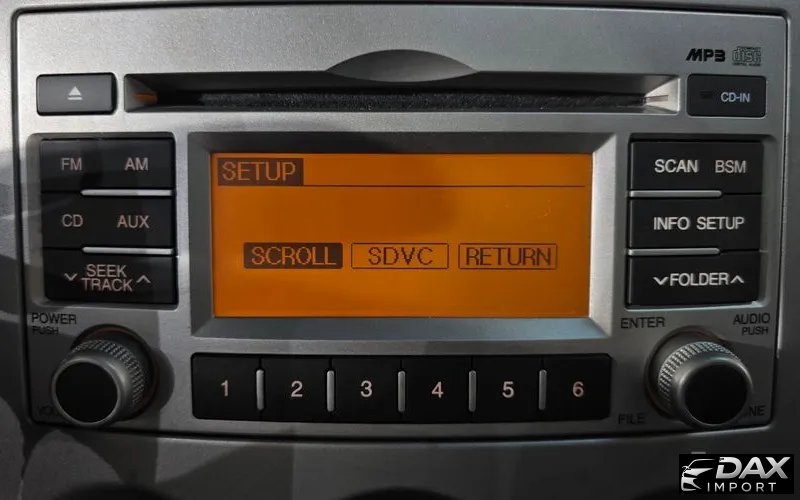 MP3 disc
CD-IN
SETUP
SCROLL SDVC RETURN
FM AM
CD AUX
SEEK
TRACK
SCAN BSM
INFO SETUP
FOLDER
POWER
PUSH
ENTER
AUDIO
PUSH
1 2 3 4 5 6
FILE
DAX
IMPORT